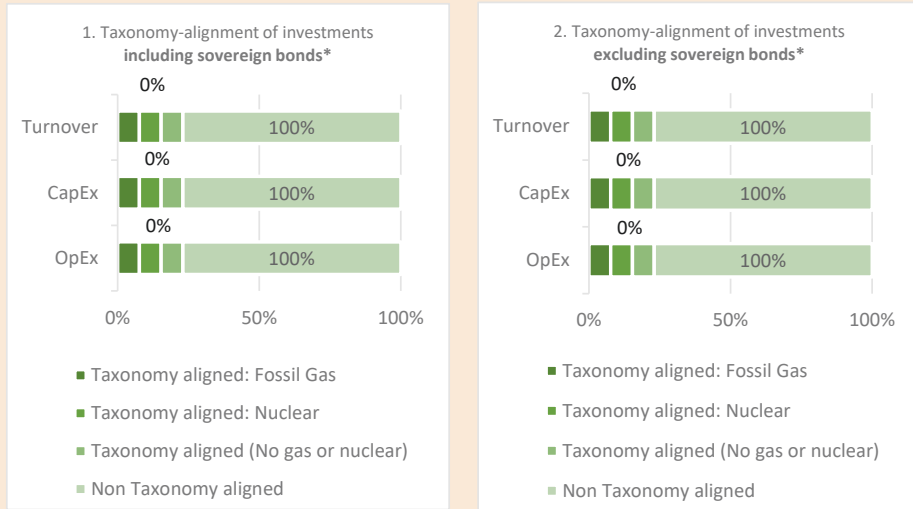 1. Taxonomy-alignment of investments
including sovereign bonds*
0%
Turnover 100%
0%
CapEx 100%
0%
OpEx 100%
0% 50% 100%
Taxonomy aligned: Fossil Gas
Taxonomy aligned: Nuclear
Taxonomy aligned (No gas or nuclear)
Non Taxonomy aligned
2. Taxonomy-alignment of investments
excluding sovereign bonds*
0%
Turnover 100%
0%
CapEx 100%
0%
OpEx 100%
0% 50% 100%
Taxonomy aligned: Fossil Gas
Taxonomy aligned: Nuclear
Taxonomy aligned (No gas or nuclear)
Non Taxonomy aligned